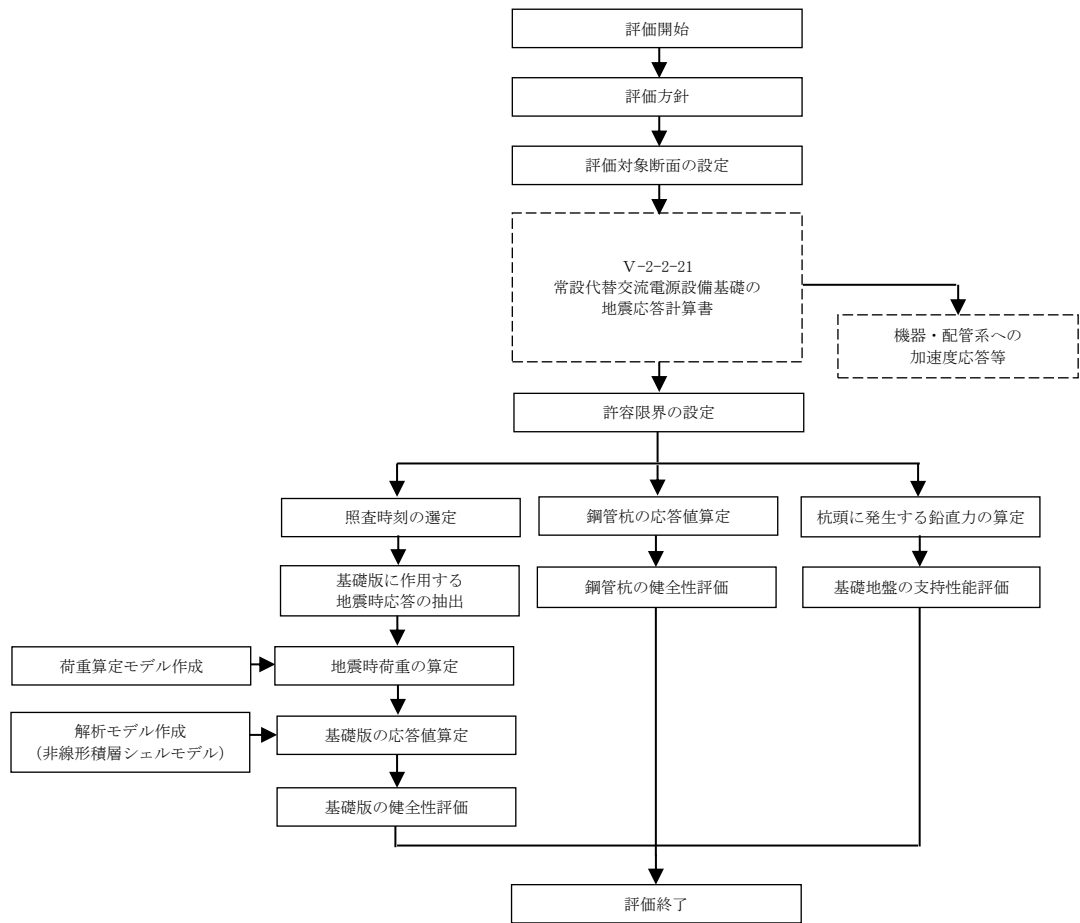 評価開始
評価方針
評価対象断面の設定
Ⅴ-2-2-21
常設代替交流電源設備基礎の
地震応答計算書
機器・配管系への
加速度応答等
許容限界の設定
照査時刻の選定
鋼管杭の応答値算定
杭頭に発生する鉛直力の算定
基礎版に作用する
地震時応答の抽出
鋼管杭の健全性評価
基礎地盤の支持性能評価
荷重算定モデル作成
地震時荷重の算定
解析モデル作成
(非線形積層シェルモデル)
基礎版の応答値算定
基礎版の健全性評価
評価終了